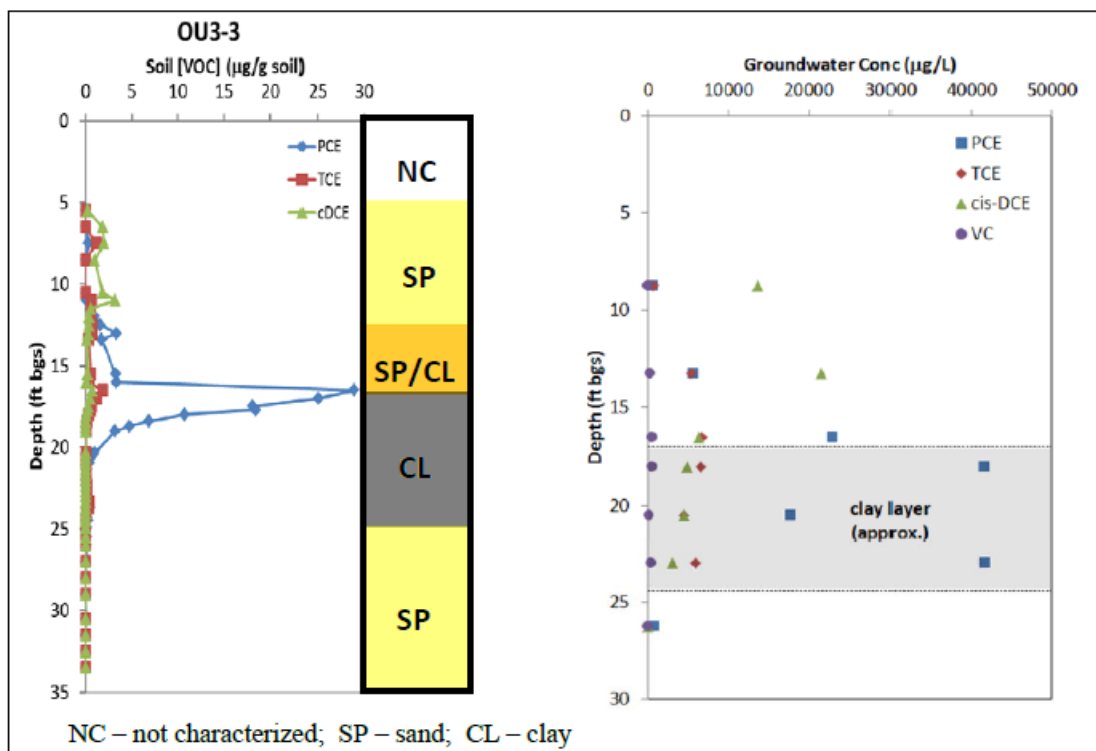 OU3-3
Soil [VOC] (µg/g soil)
0 5 10 15 20 25 30
0
5
10
15
20
25
30
35
Depth (ft bgs)
PCE
TCE
cDCE
NC
SP
SP/CL
CL
SP
Groundwater Conc (µg/L)
0 10000 20000 30000 40000 50000
0
5
10
15
20
25
30
Depth (ft bgs)
PCE
TCE
cis-DCE
VC
clay layer
(approx.)
NC – not characterized; SP – sand; CL – clay